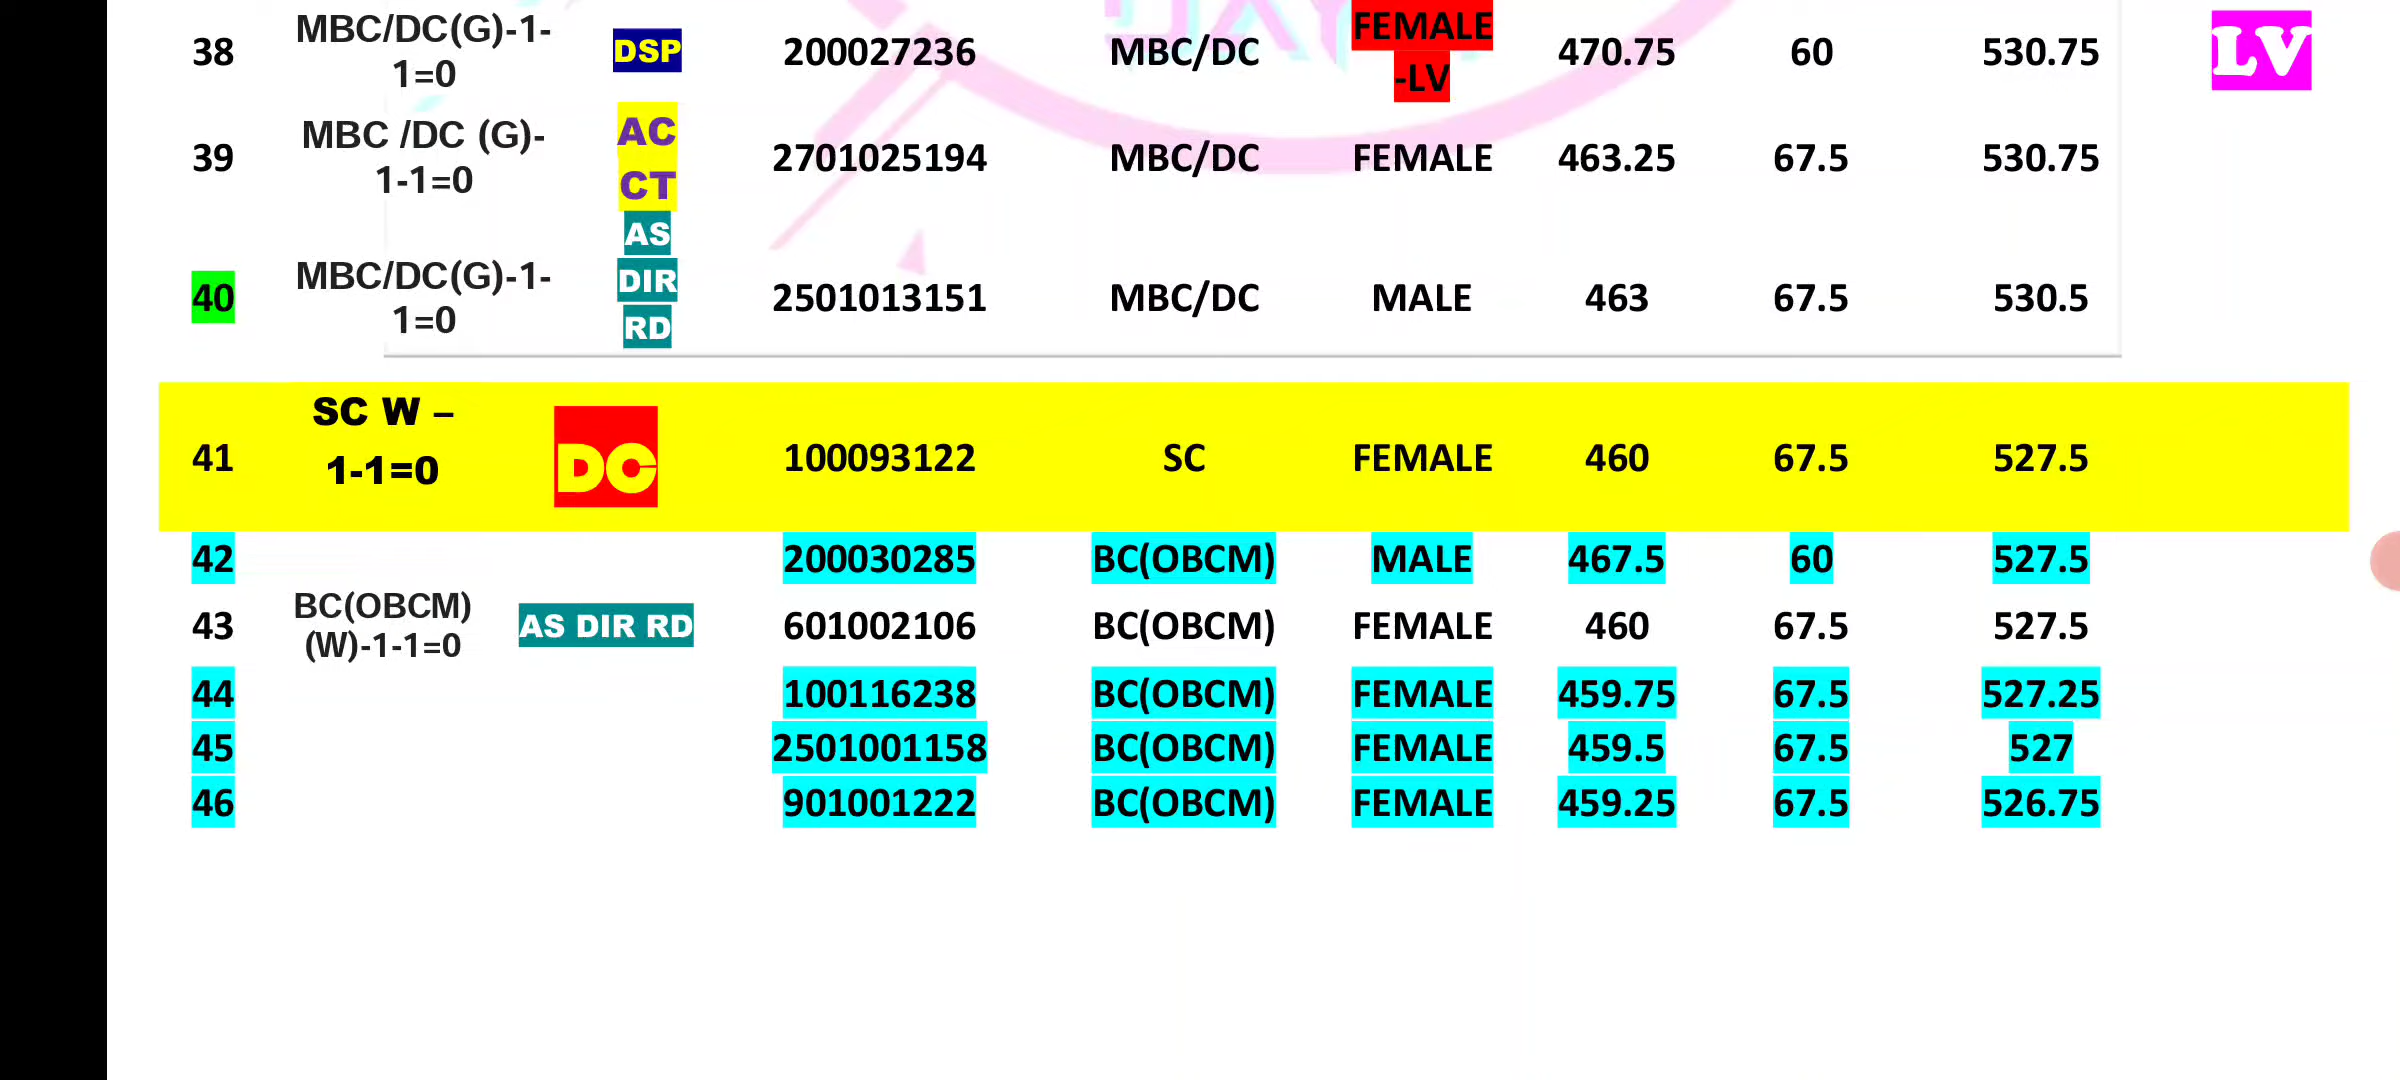 38 MBC/DC(G)-1-1=0 DSP 200027236 MBC/DC FEMALE-LV 470.75 60 530.75 LV
39 MBC /DC (G)-1-1=0 AC CT 2701025194 MBC/DC FEMALE 463.25 67.5 530.75
40 MBC/DC(G)-1-1=0 AS DIR RD 2501013151 MBC/DC MALE 463 67.5 530.5
41 SC W – 1-1=0 DC 100093122 SC FEMALE 460 67.5 527.5
42 200030285 BC(OBCM) MALE 467.5 60 527.5
43 BC(OBCM) (W)-1-1=0 AS DIR RD 601002106 BC(OBCM) FEMALE 460 67.5 527.5
44 100116238 BC(OBCM) FEMALE 459.75 67.5 527.25
45 2501001158 BC(OBCM) FEMALE 459.5 67.5 527
46 901001222 BC(OBCM) FEMALE 459.25 67.5 526.75